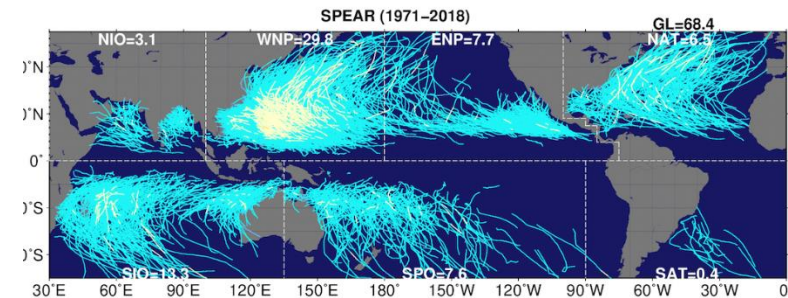 SPEAR (1971−2018)
GL=68.4
NIO=3.1 WNP=29.8 ENP=7.7 NAT=6.5
)°N
)°N
0°
)°S
)°S
SIO=13.3 SPO=7.6 SAT=0.4
30°E 60°E 90°E 120°E 150°E 180° 150°W 120°W 90°W 60°W 30°W 0